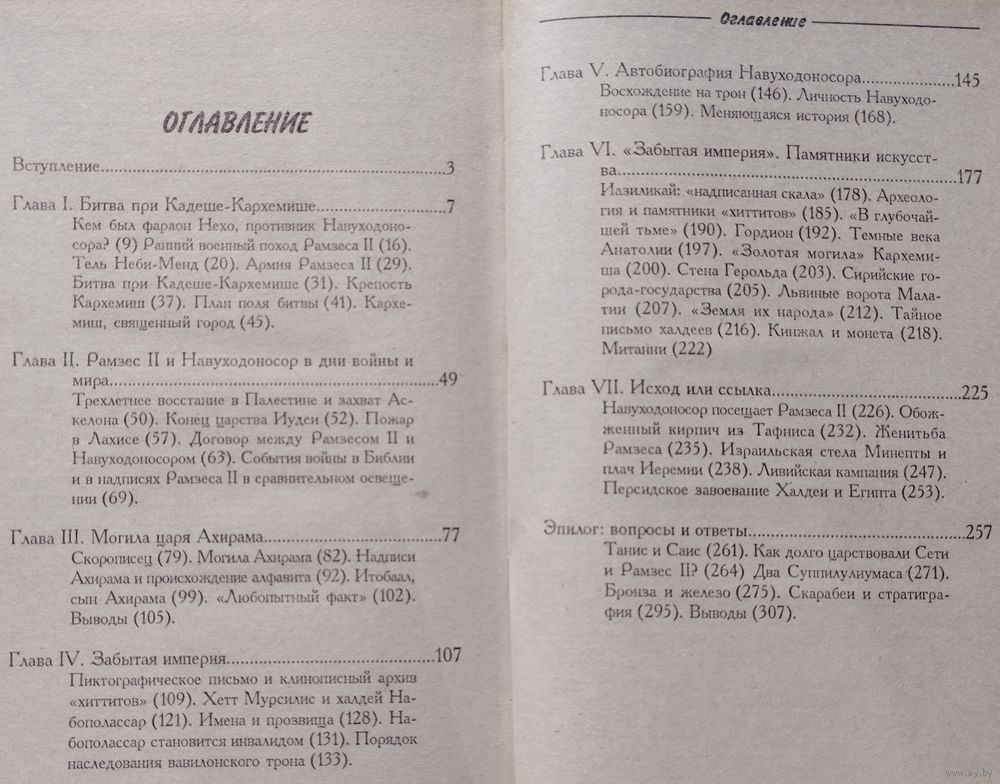 ОГЛАВЛЕНИЕ
Вступление.....3
Глава I. Битва при Кадеше-Кархемише.....7
Кем был фараон Нехо, противник Навуходоно-
сора? (9) Ранний военный поход Рамзеса II (16).
Тель Неби-Менд (20). Армия Рамзеса II (29).
Битва при Кадеше-Кархемише (31). Крепость
Кархемиш (37). План поля битвы (41). Кархе-
миш, священный город (45).
Глава II. Рамзес II и Навуходоносор в дни войны и
мира.....49
Трехлетнее восстание в Палестине и захват Ас-
келона (50). Конец царства Иудеи (52). Пожар
в Лахисе (57). Договор между Рамзесом II и
Навуходоносором (63). События войны в Библии
и в надписях Рамзеса II в сравнительном освеще-
нии (69).
Глава III. Могила царя Ахирама.....77
Скорописец (79). Могила Ахирама (82). Надписи
Ахирама и происхождение алфавита (92). Итобаал,
сын Ахирама (99). «Любопытный факт» (102).
Выводы (105).
Глава IV. Забытая империя.....107
Пиктографическое письмо и клинописный архив
«хиттитов» (109). Хетт Мурсилис и халдей На-
бополассар (121). Имена и прозвища (128). На-
бополассар становится инвалидом (131). Порядок
наследования вавилонского трона (133).
Оглавление
Глава V. Автобиография Навуходоносора.....145
Восхождение на трон (146). Личность Навуходо-
носора (159). Меняющаяся история (168).
Глава VI. «Забытая империя». Памятники искусст-
ва.....177
Иазиликай: «надписанная скала» (178). Археоло-
гия и памятники «хиттитов» (185). «В глубочай-
шей тьме» (190). Гордион (192). Темные века
Анатолии (197). «Золотая могила» Кархеми-
ша (200). Стена Герольда (203). Сирийские го-
рода-государства (205). Львиные ворота Мала-
тии (207). «Земля их народа» (212). Тайное
письмо халдеев (216). Кинжал и монета (218).
Митанни (222)
Глава VII. Исход или ссылка.....225
Навуходоносор посещает Рамзеса II (226). Обож-
женный кирпич из Тафниса (232). Женитьба
Рамзеса (235). Израильская стела Минепты и
плач Иеремии (238). Ливийская кампания (247).
Персидское завоевание Халдеи и Египта (253).
Эпилог: вопросы и ответы.....257
Танис и Саис (261). Как долго царствовали Сети
и Рамзес II? (264) Два Суппилулиумаса (271).
Бронза и железо (275). Скарабеи и стратигра-
фия (295). Выводы (307).
www.ay.by